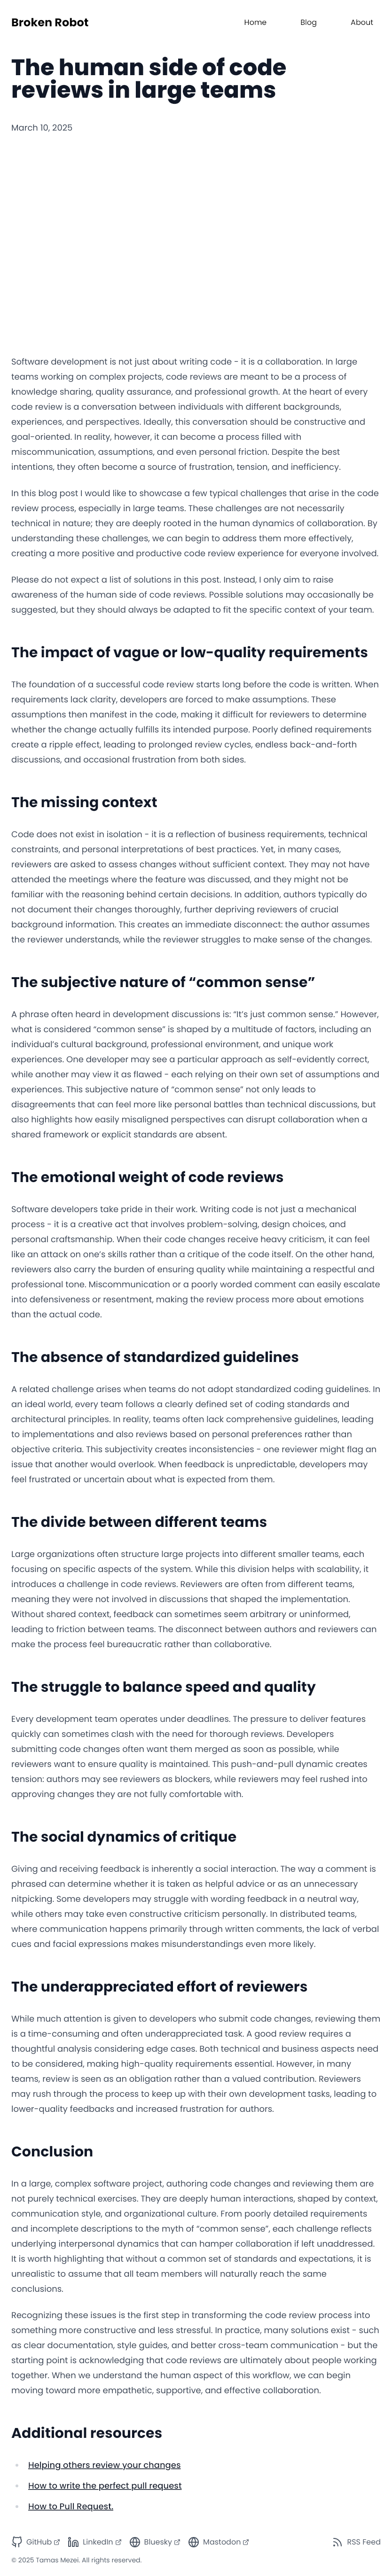 Broken Robot
Home
Blog
About
The human side of code
reviews in large teams
March 10, 2025
Software development is not just about writing code - it is a collaboration. In large
teams working on complex projects, code reviews are meant to be a process of
knowledge sharing, quality assurance, and professional growth. At the heart of every
code review is a conversation between individuals with different backgrounds,
experiences, and perspectives. Ideally, this conversation should be constructive and
goal-oriented. In reality, however, it can become a process filled with
miscommunication, assumptions, and even personal friction. Despite the best
intentions, they often become a source of frustration, tension, and inefficiency.
In this blog post I would like to showcase a few typical challenges that arise in the code
review process, especially in large teams. These challenges are not necessarily
technical in nature; they are deeply rooted in the human dynamics of collaboration. By
understanding these challenges, we can begin to address them more effectively,
creating a more positive and productive code review experience for everyone involved.
Please do not expect a list of solutions in this post. Instead, I only aim to raise
awareness of the human side of code reviews. Possible solutions may occasionally be
suggested, but they should always be adapted to fit the specific context of your team.
The impact of vague or low-quality requirements
The foundation of a successful code review starts long before the code is written. When
requirements lack clarity, developers are forced to make assumptions. These
assumptions then manifest in the code, making it difficult for reviewers to determine
whether the change actually fulfills its intended purpose. Poorly defined requirements
create a ripple effect, leading to prolonged review cycles, endless back-and-forth
discussions, and occasional frustration from both sides.
The missing context
Code does not exist in isolation - it is a reflection of business requirements, technical
constraints, and personal interpretations of best practices. Yet, in many cases,
reviewers are asked to assess changes without sufficient context. They may not have
attended the meetings where the feature was discussed, and they might not be
familiar with the reasoning behind certain decisions. In addition, authors typically do
not document their changes thoroughly, further depriving reviewers of crucial
background information. This creates an immediate disconnect: the author assumes
the reviewer understands, while the reviewer struggles to make sense of the changes.
The subjective nature of “common sense”
A phrase often heard in development discussions is: “It’s just common sense.” However,
what is considered “common sense” is shaped by a multitude of factors, including an
individual’s cultural background, professional environment, and unique work
experiences. One developer may see a particular approach as self-evidently correct,
while another may view it as flawed - each relying on their own set of assumptions and
experiences. This subjective nature of “common sense” not only leads to
disagreements that can feel more like personal battles than technical discussions, but
also highlights how easily misaligned perspectives can disrupt collaboration when a
shared framework or explicit standards are absent.
The emotional weight of code reviews
Software developers take pride in their work. Writing code is not just a mechanical
process - it is a creative act that involves problem-solving, design choices, and
personal craftsmanship. When their code changes receive heavy criticism, it can feel
like an attack on one’s skills rather than a critique of the code itself. On the other hand,
reviewers also carry the burden of ensuring quality while maintaining a respectful and
professional tone. Miscommunication or a poorly worded comment can easily escalate
into defensiveness or resentment, making the review process more about emotions
than the actual code.
The absence of standardized guidelines
A related challenge arises when teams do not adopt standardized coding guidelines. In
an ideal world, every team follows a clearly defined set of coding standards and
architectural principles. In reality, teams often lack comprehensive guidelines, leading
to implementations and also reviews based on personal preferences rather than
objective criteria. This subjectivity creates inconsistencies - one reviewer might flag an
issue that another would overlook. When feedback is unpredictable, developers may
feel frustrated or uncertain about what is expected from them.
The divide between different teams
Large organizations often structure large projects into different smaller teams, each
focusing on specific aspects of the system. While this division helps with scalability, it
introduces a challenge in code reviews. Reviewers are often from different teams,
meaning they were not involved in discussions that shaped the implementation.
Without shared context, feedback can sometimes seem arbitrary or uninformed,
leading to friction between teams. The disconnect between authors and reviewers can
make the process feel bureaucratic rather than collaborative.
The struggle to balance speed and quality
Every development team operates under deadlines. The pressure to deliver features
quickly can sometimes clash with the need for thorough reviews. Developers
submitting code changes often want them merged as soon as possible, while
reviewers want to ensure quality is maintained. This push-and-pull dynamic creates
tension: authors may see reviewers as blockers, while reviewers may feel rushed into
approving changes they are not fully comfortable with.
The social dynamics of critique
Giving and receiving feedback is inherently a social interaction. The way a comment is
phrased can determine whether it is taken as helpful advice or as an unnecessary
nitpicking. Some developers may struggle with wording feedback in a neutral way,
while others may take even constructive criticism personally. In distributed teams,
where communication happens primarily through written comments, the lack of verbal
cues and facial expressions makes misunderstandings even more likely.
The underappreciated effort of reviewers
While much attention is given to developers who submit code changes, reviewing them
is a time-consuming and often underappreciated task. A good review requires a
thoughtful analysis considering edge cases. Both technical and business aspects need
to be considered, making high-quality requirements essential. However, in many
teams, review is seen as an obligation rather than a valued contribution. Reviewers
may rush through the process to keep up with their own development tasks, leading to
lower-quality feedbacks and increased frustration for authors.
Conclusion
In a large, complex software project, authoring code changes and reviewing them are
not purely technical exercises. They are deeply human interactions, shaped by context,
communication style, and organizational culture. From poorly detailed requirements
and incomplete descriptions to the myth of “common sense”, each challenge reflects
underlying interpersonal dynamics that can hamper collaboration if left unaddressed.
It is worth highlighting that without a common set of standards and expectations, it is
unrealistic to assume that all team members will naturally reach the same
conclusions.
Recognizing these issues is the first step in transforming the code review process into
something more constructive and less stressful. In practice, many solutions exist - such
as clear documentation, style guides, and better cross-team communication - but the
starting point is acknowledging that code reviews are ultimately about people working
together. When we understand the human aspect of this workflow, we can begin
moving toward more empathetic, supportive, and effective collaboration.
Additional resources
Helping others review your changes
How to write the perfect pull request
How to Pull Request.
GitHub
LinkedIn
Bluesky
Mastodon
RSS Feed
© 2025 Tamas Mezei. All rights reserved.